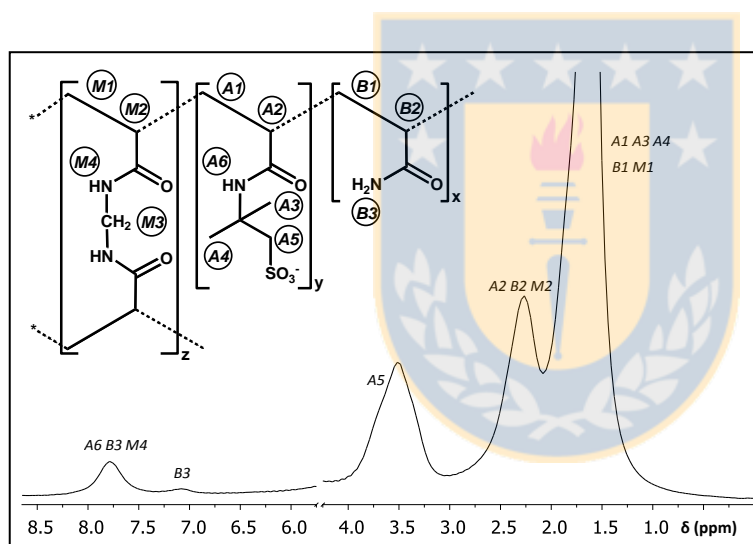 M1
A1
B1
M2
A2
B2
M4
A6
HN
O
HN
O
H₂N
O
x
CH₂
M3
A3
B3
HN
A4
A5
O
SO₃⁻
y
*
*
z
A1 A3 A4
B1 M1
A2 B2 M2
A5
A6 B3 M4
B3
8.5 8.0 7.5 7.0 6.5 6.0 4.0 3.5 3.0 2.5 2.0 1.5 1.0 δ (ppm)